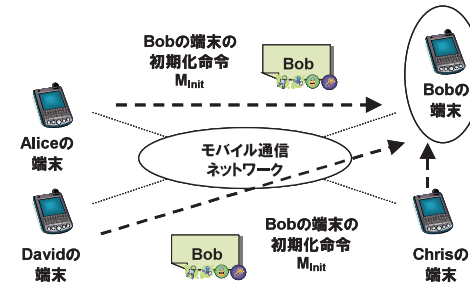 Bobの端末の
初期化命令
MInit
Bob
Bobの
端末
Aliceの
端末
モバイル通信
ネットワーク
Bobの端末の
初期化命令
MInit
Bob
Davidの
端末
Chrisの
端末